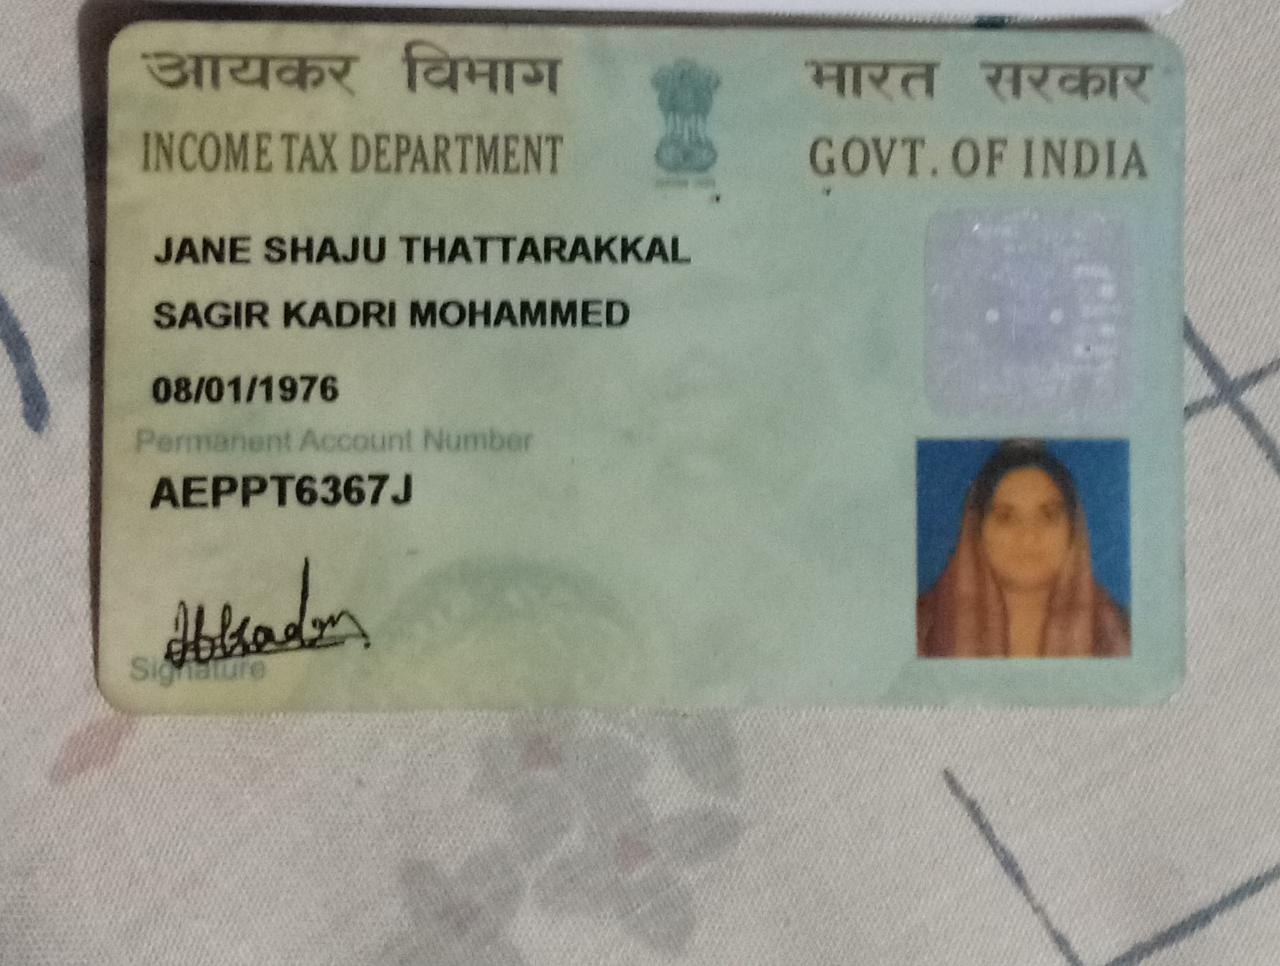 आयकर विभाग
INCOME TAX DEPARTMENT
भारत सरकार
GOVT. OF INDIA
JANE SHAJU THATTARAKKAL
SAGIR KADRI MOHAMMED
08/01/1976
Permanent Account Number
AEPPT6367J
Signature